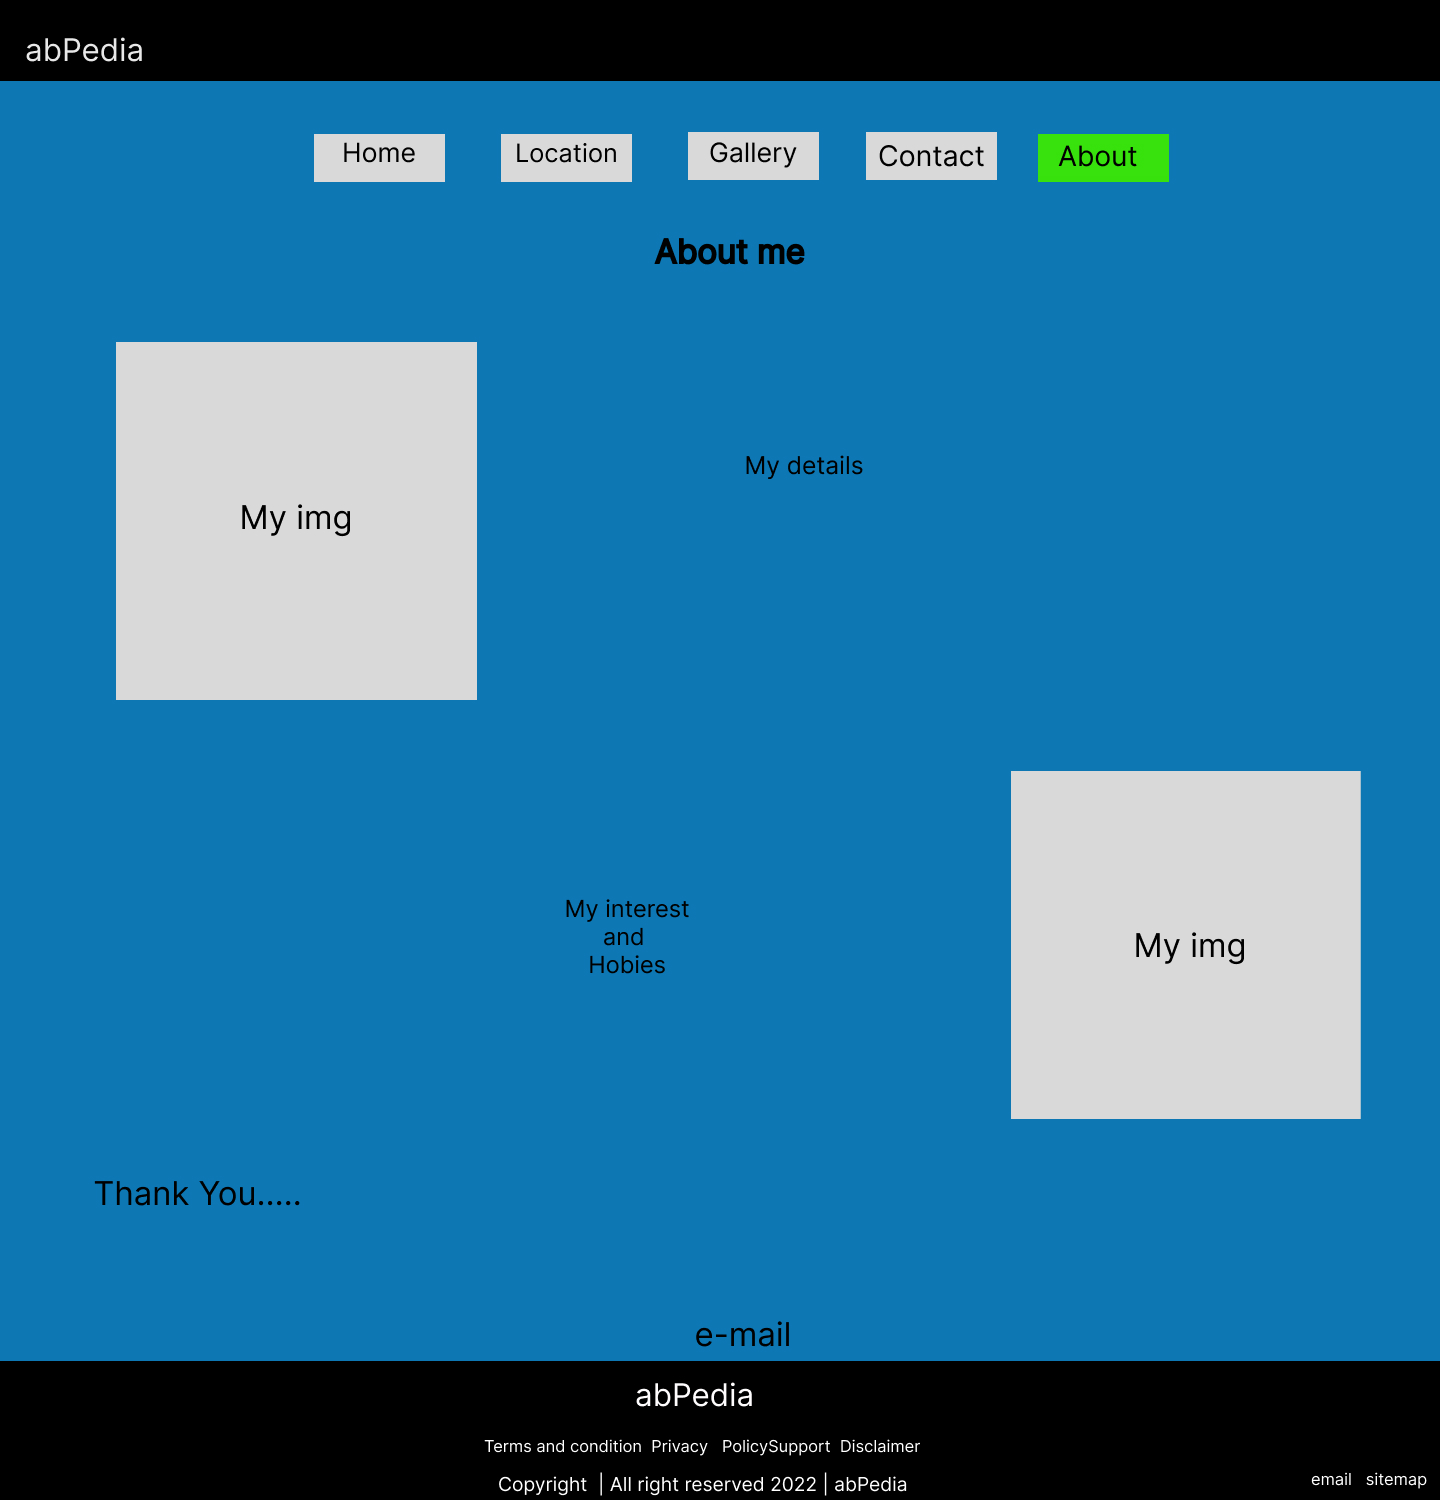 abPedia
Home Location Gallery Contact About
About me
My details
My img
My interest
and
Hobies
My img
Thank You.....
e-mail
abPedia
Terms and condition Privacy PolicySupport Disclaimer
Copyright | All right reserved 2022 | abPedia
email sitemap